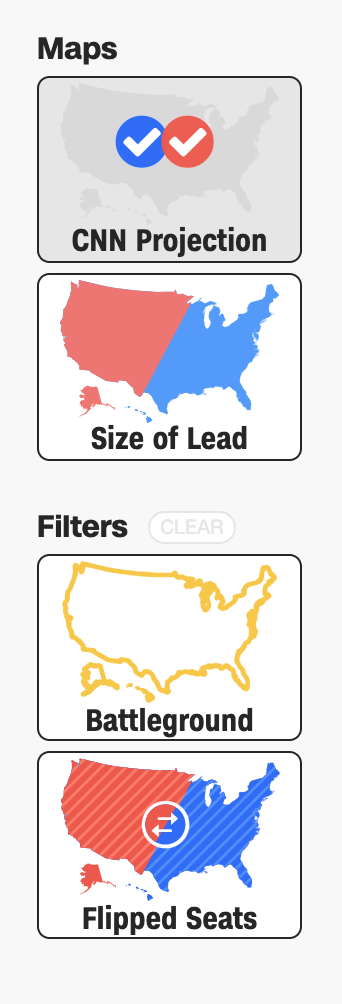 Maps
CNN Projection
Size of Lead
Filters CLEAR
Battleground
Flipped Seats